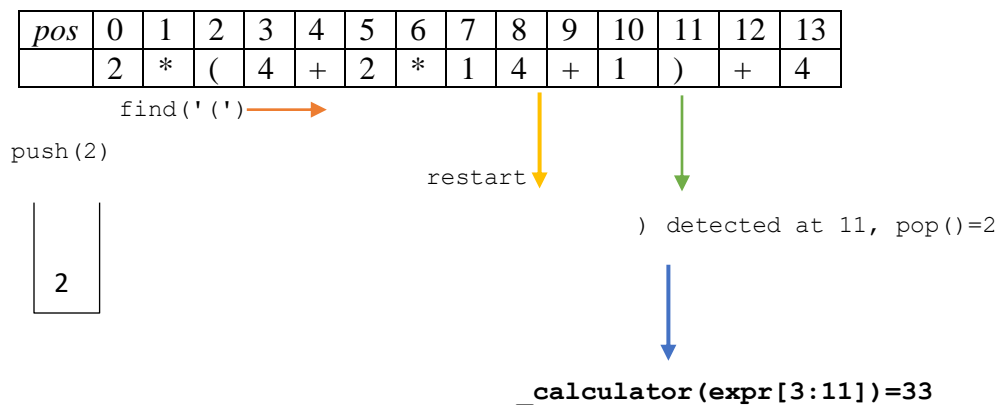 pos 0 1 2 3 4 5 6 7 8 9 10 11 12 13
2 * ( 4 + 2 * 1 4 + 1 ) + 4
find('(')
push(2)
restart
) detected at 11, pop()=2
2
_calculator(expr[3:11])=33